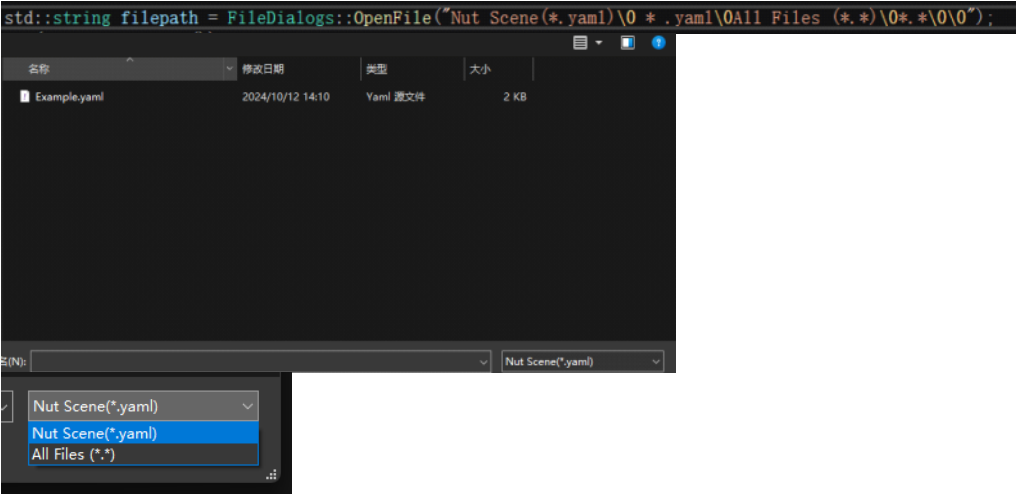 std::string filepath = FileDialogs::OpenFile("Nut Scene(*.yaml)\0 * .yaml\0All Files (*.*)\0*.*\0\0");
名称 修改日期 类型 大小
Example.yaml 2024/10/12 14:10 Yaml 源文件 2 KB
名(N): Nut Scene(*.yaml)
Nut Scene(*.yaml)
Nut Scene(*.yaml)
All Files (*.*)